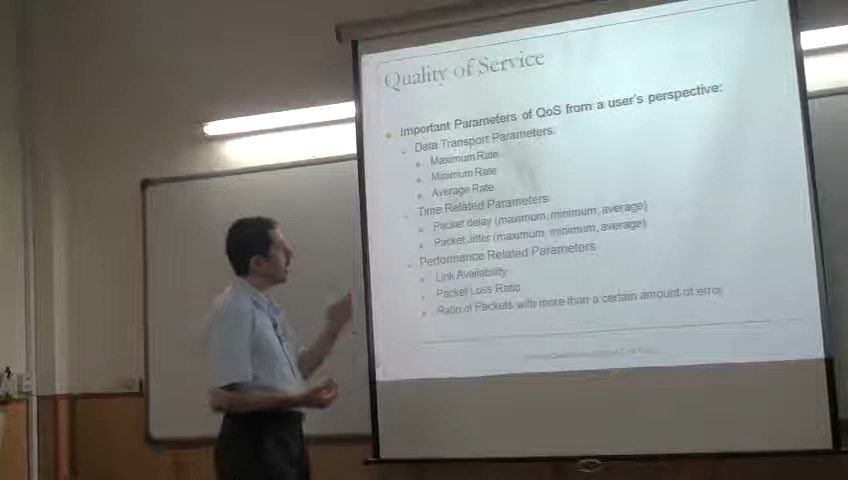 Quality of Service
Important Parameters of QoS from a user's perspective:
Data Transport Parameters:
Maximum Rate
Minimum Rate
Average Rate
Time Related Parameters
Packet delay (maximum, minimum, average)
Packet Jitter (maximum, minimum, average)
Performance Related Parameters
Link Availability
Packet Loss Ratio
Ratio of Packets with more than a certain amount of error